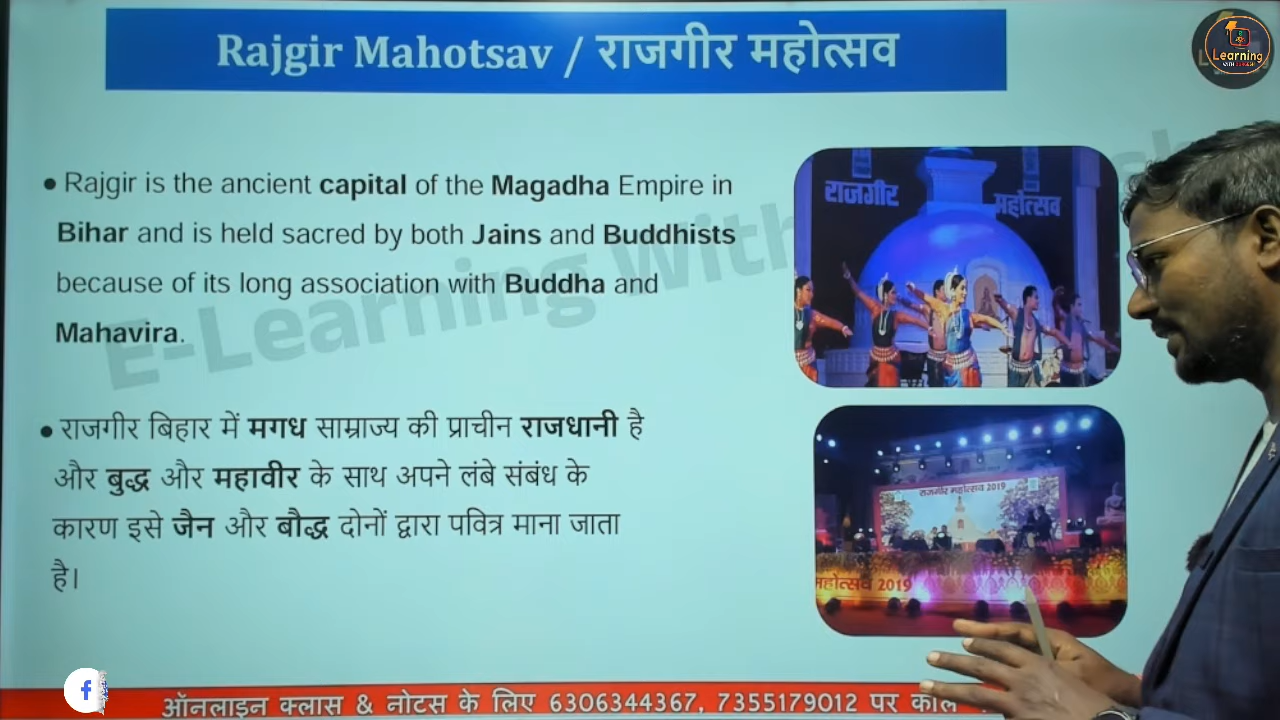 Rajgir Mahotsav / राजगीर महोत्सव
Learning
● Rajgir is the ancient capital of the Magadha Empire in
Bihar and is held sacred by both Jains and Buddhists
because of its long association with Buddha and
Mahavira.
E-Learning With
● राजगीर बिहार में मगध साम्राज्य की प्राचीन राजधानी है
और बुद्ध और महावीर के साथ अपने लंबे संबंध के
कारण इसे जैन और बौद्ध दोनों द्वारा पवित्र माना जाता
है।
राजगीर महोत्सव
राजगीर महोत्सव 2019
महोत्सव 2019
f
ऑनलाइन क्लास & नोटस के लिए 6306344367, 7355179012 पर